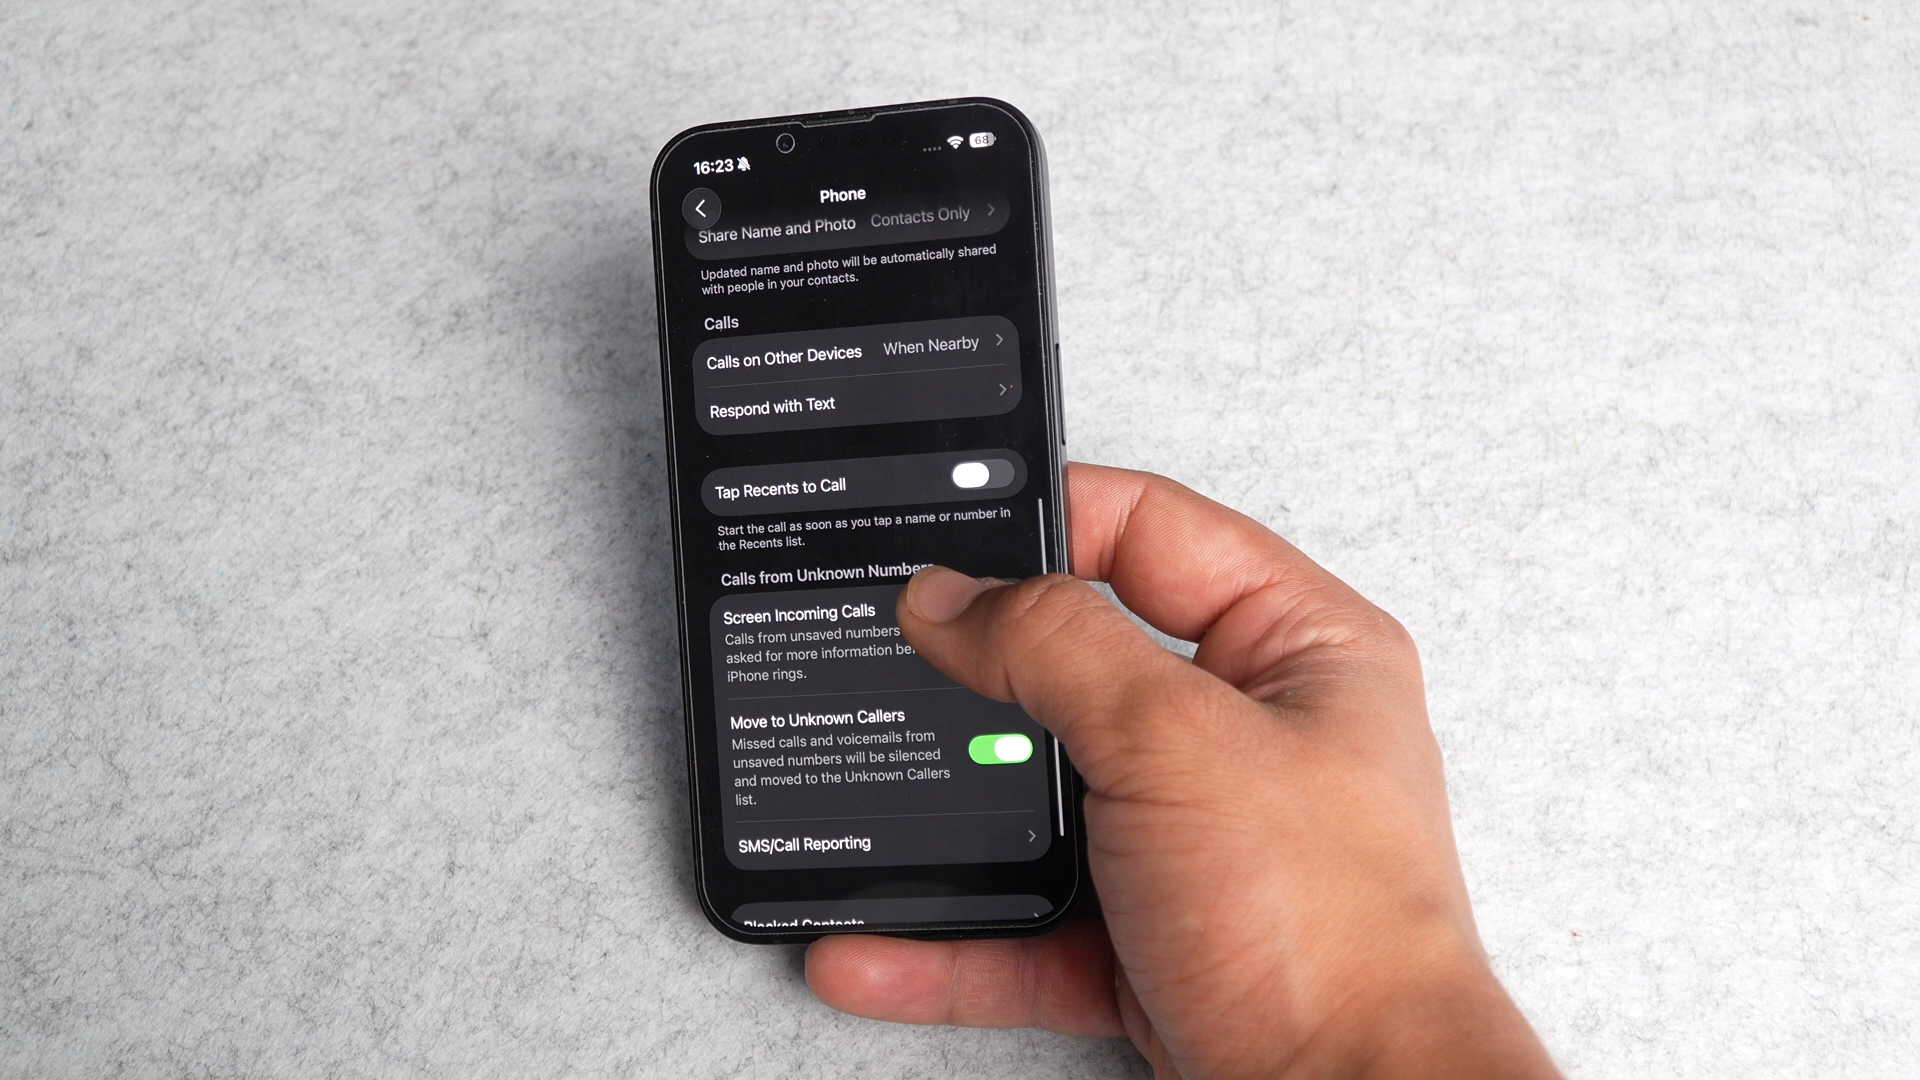 16:23
68
Phone
Share Name and Photo Contacts Only
Updated name and photo will be automatically shared
with people in your contacts.
Calls
Calls on Other Devices When Nearby
Respond with Text
Tap Recents to Call
Start the call as soon as you tap a name or number in
the Recents list.
Calls from Unknown Numbers
Screen Incoming Calls
Calls from unsaved numbers
asked for more information
iPhone rings.
Move to Unknown Callers
Missed calls and voicemails from
unsaved numbers will be silenced
and moved to the Unknown Callers
list.
SMS/Call Reporting
Blocked Contacts